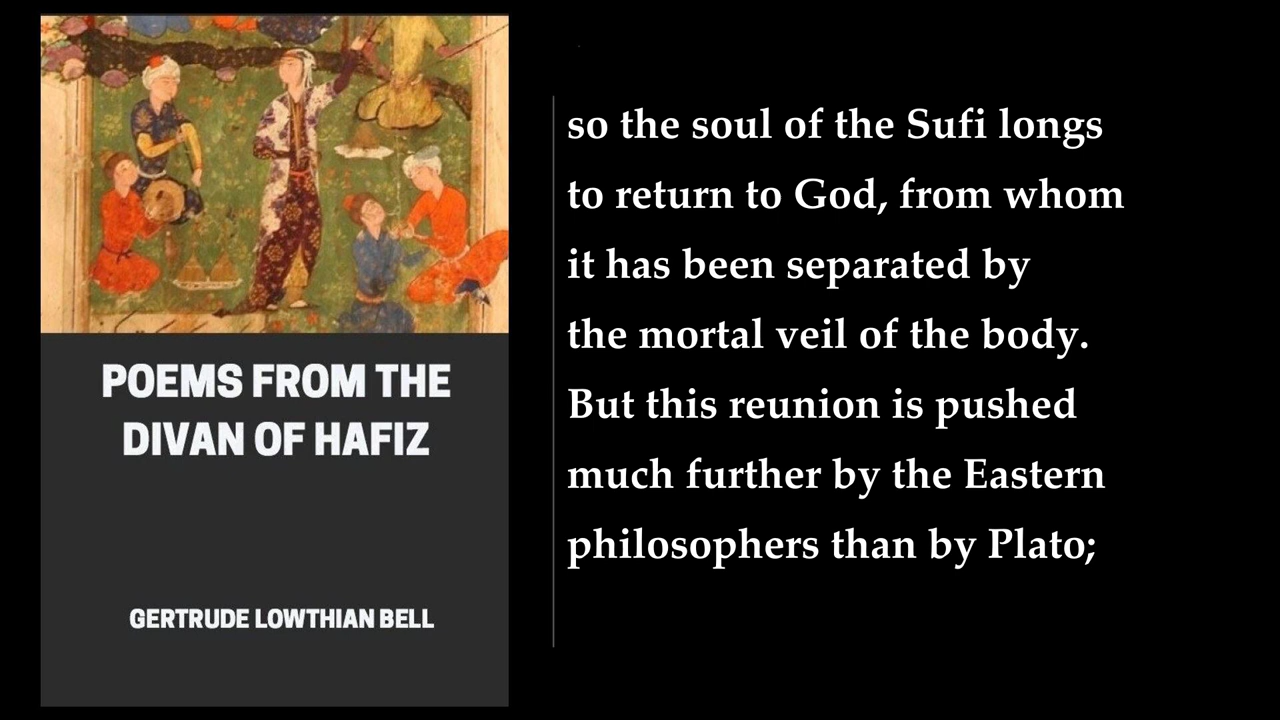 POEMS FROM THE
DIVAN OF HAFIZ
GERTRUDE LOWTHIAN BELL
so the soul of the Sufi longs
to return to God, from whom
it has been separated by
the mortal veil of the body.
But this reunion is pushed
much further by the Eastern
philosophers than by Plato;